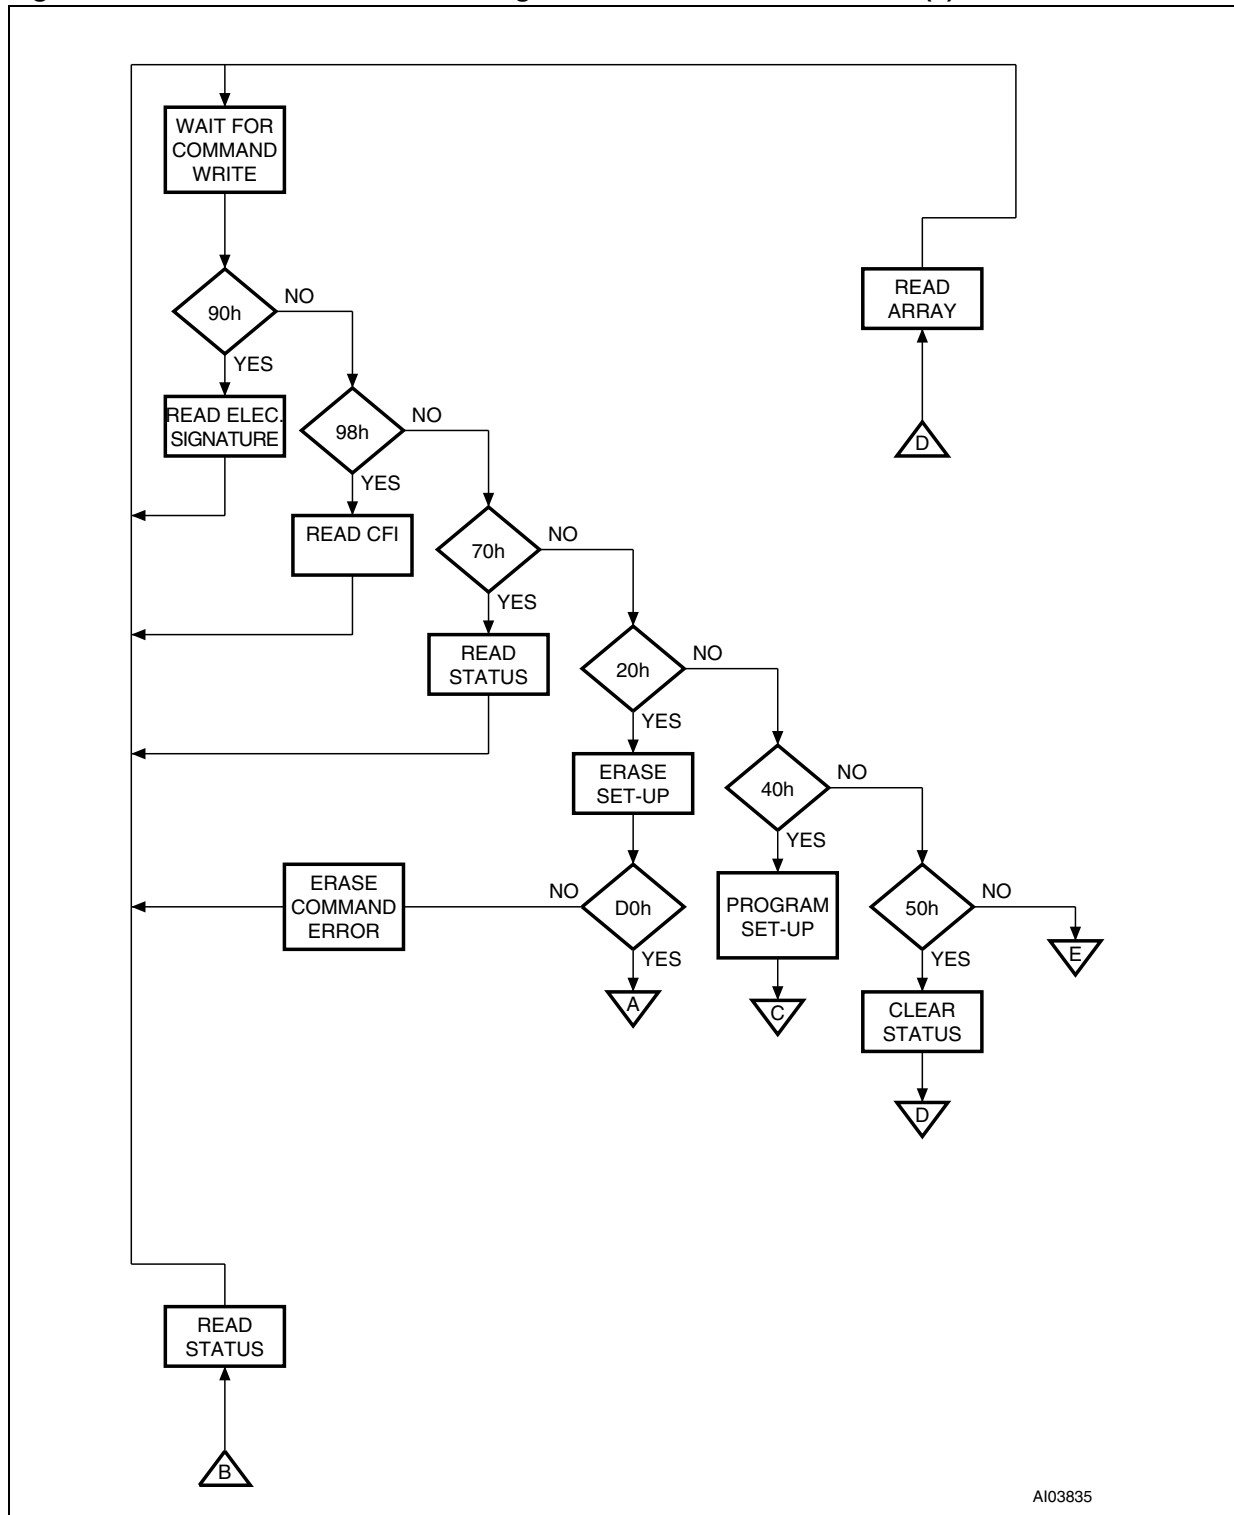 WAIT FOR
COMMAND
WRITE
90h
NO
YES
READ ELEC.
SIGNATURE
READ
ARRAY
D
98h
NO
YES
READ CFI
70h
NO
YES
READ
STATUS
20h
NO
YES
ERASE
SET-UP
40h
NO
YES
PROGRAM
SET-UP
C
D0h
NO
YES
ERASE
COMMAND
ERROR
A
50h
NO
YES
E
CLEAR
STATUS
D
READ
STATUS
B
AI03835